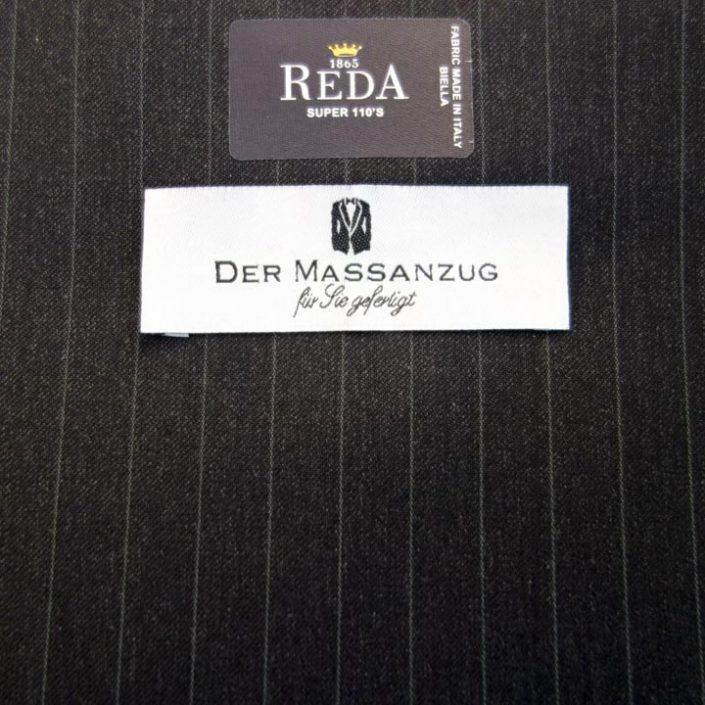 1865
REDA
SUPER 110'S
FABRIC MADE IN ITALY
BIELLA
DER MASSANZUG
für Sie gefertigt